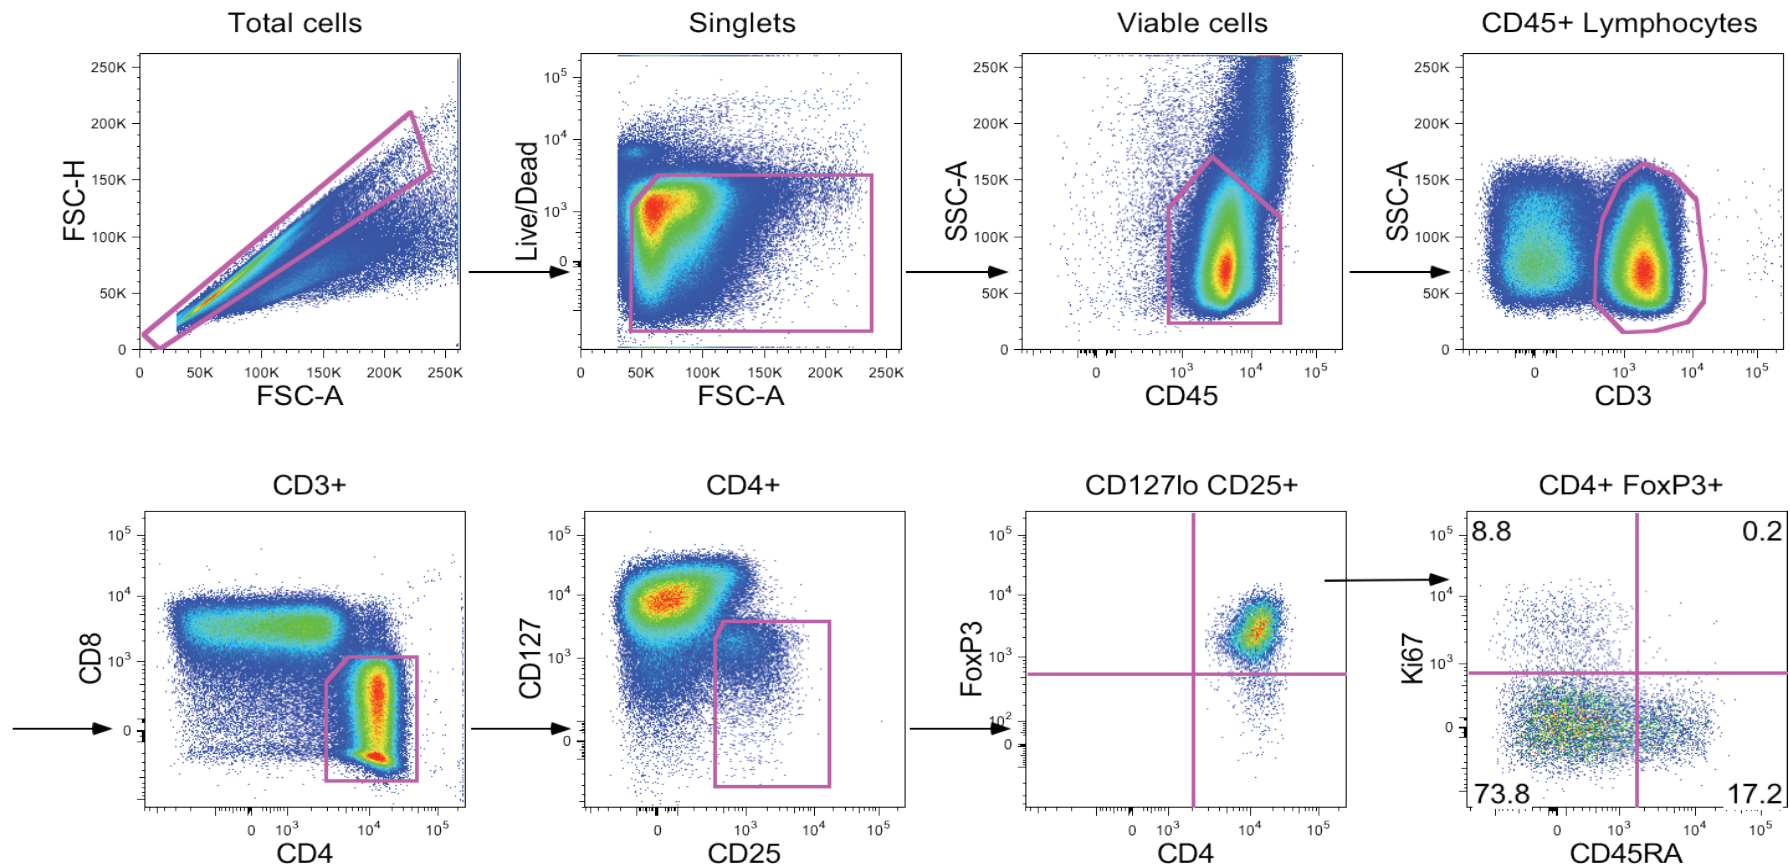 Total cells
Singlets
Viable cells
CD45+ Lymphocytes
250K
200K
150K
100K
50K
0
FSC-H
0 50K 100K 150K 200K 250K
FSC-A
10^5
10^4
10^3
0
Live/Dead
0 50K 100K 150K 200K 250K
FSC-A
250K
200K
150K
100K
50K
0
SSC-A
0 10^3 10^4 10^5
CD45
250K
200K
150K
100K
50K
0
SSC-A
0 10^3 10^4 10^5
CD3
CD3+
CD4+
CD127lo CD25+
CD4+ FoxP3+
10^5
10^4
10^3
0
CD8
0 10^3 10^4 10^5
CD4
10^5
10^4
10^3
0
CD127
0 10^3 10^4 10^5
CD25
10^5
10^4
10^3
10^2
0
FoxP3
0 10^3 10^4 10^5
CD4
8.8 0.2
10^5
10^4
10^3
0
Ki67
73.8 17.2
0 10^3 10^4 10^5
CD45RA